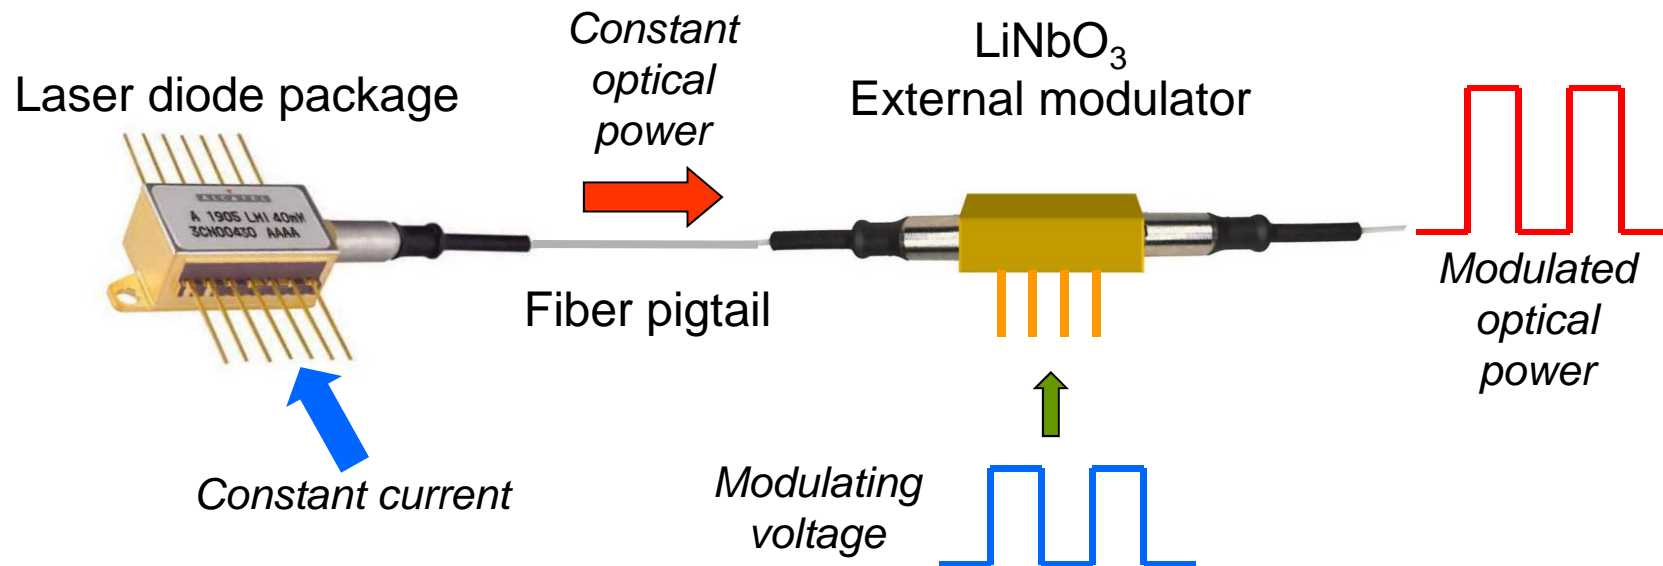 Constant
optical
power
LiNbO₃
External modulator
Laser diode package
ALCATEL
A 1905 LMI 40mW
3CN00430 AAAA
Fiber pigtail
Modulated
optical
power
Constant current
Modulating
voltage